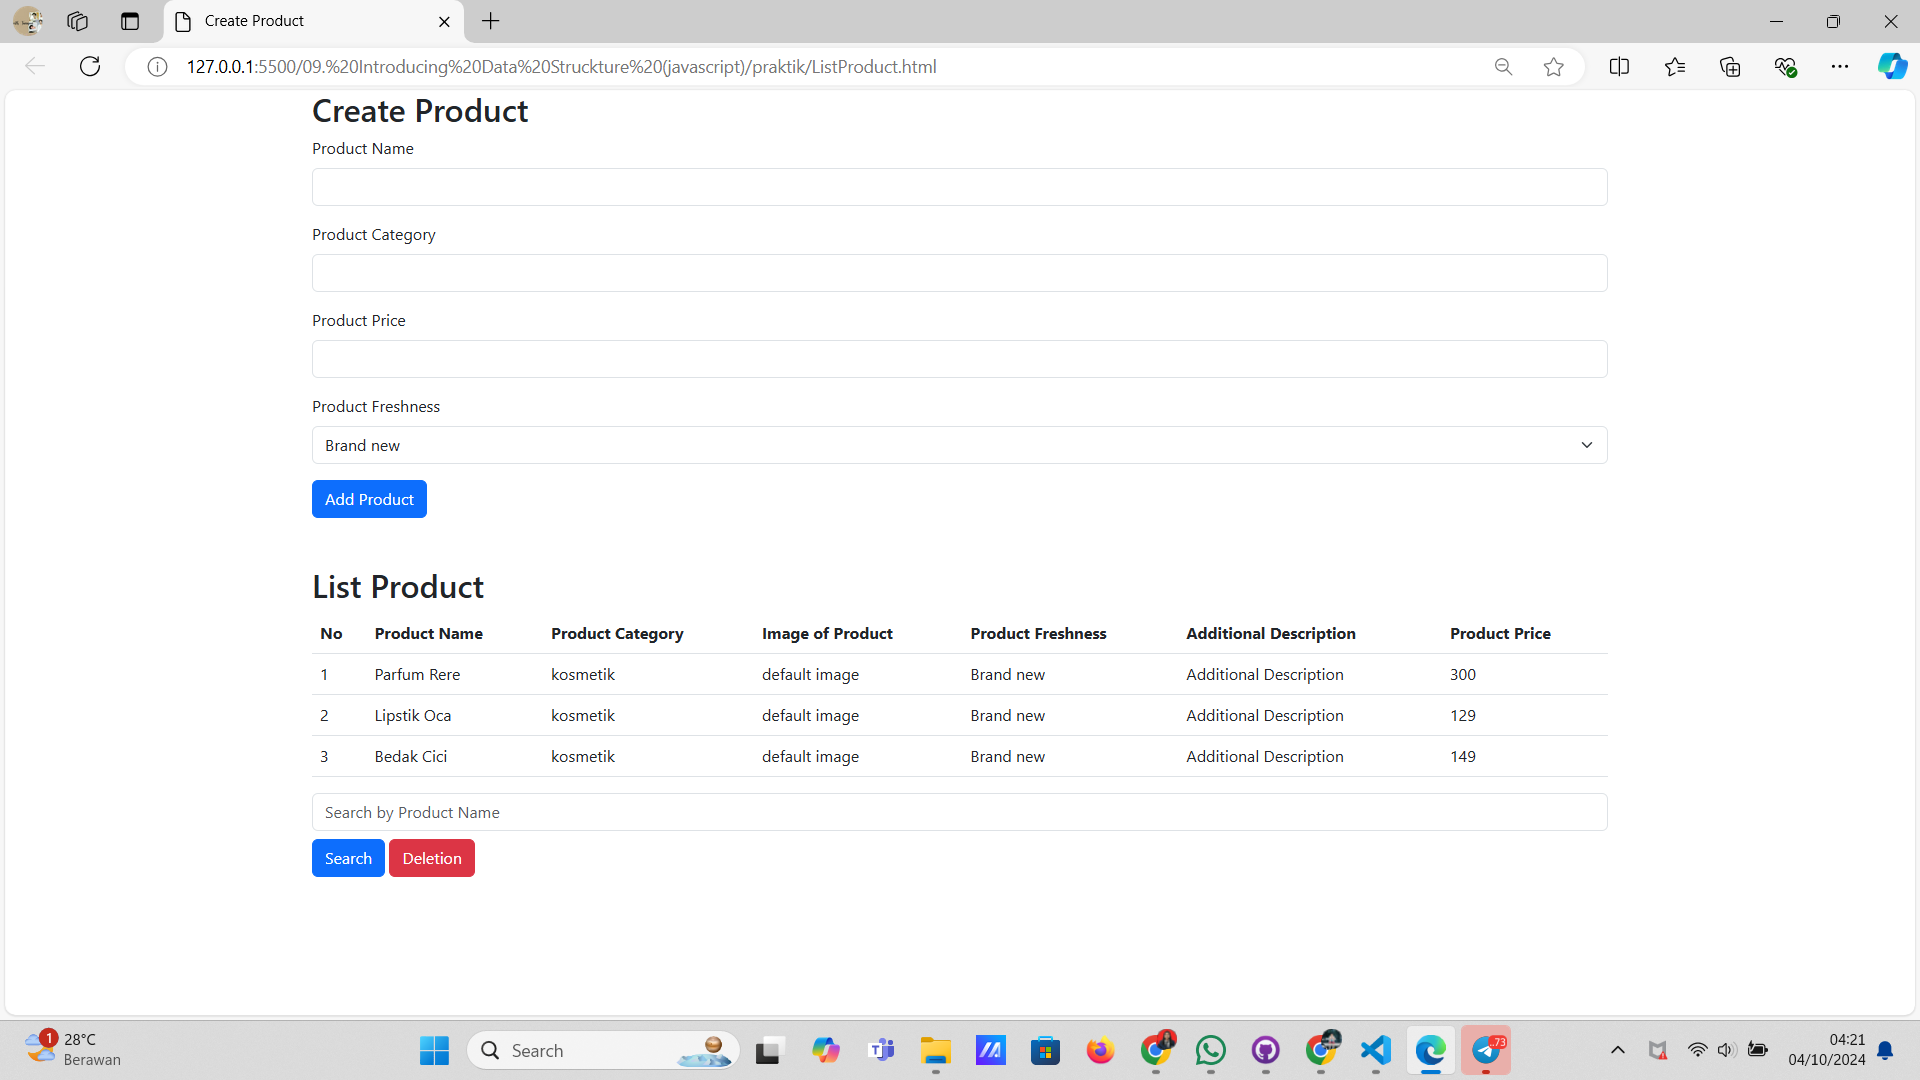 Create Product
127.0.0.1:5500/09.%20Introducing%20Data%20Struckture%20(javascript)/praktik/ListProduct.html
Create Product
Product Name
Product Category
Product Price
Product Freshness
Brand new
Add Product
List Product
No Product Name Product Category Image of Product Product Freshness Additional Description Product Price
1 Parfum Rere kosmetik default image Brand new Additional Description 300
2 Lipstik Oca kosmetik default image Brand new Additional Description 129
3 Bedak Cici kosmetik default image Brand new Additional Description 149
Search by Product Name
Search Deletion
1 28°C
Berawan
Search
73
04:21
04/10/2024